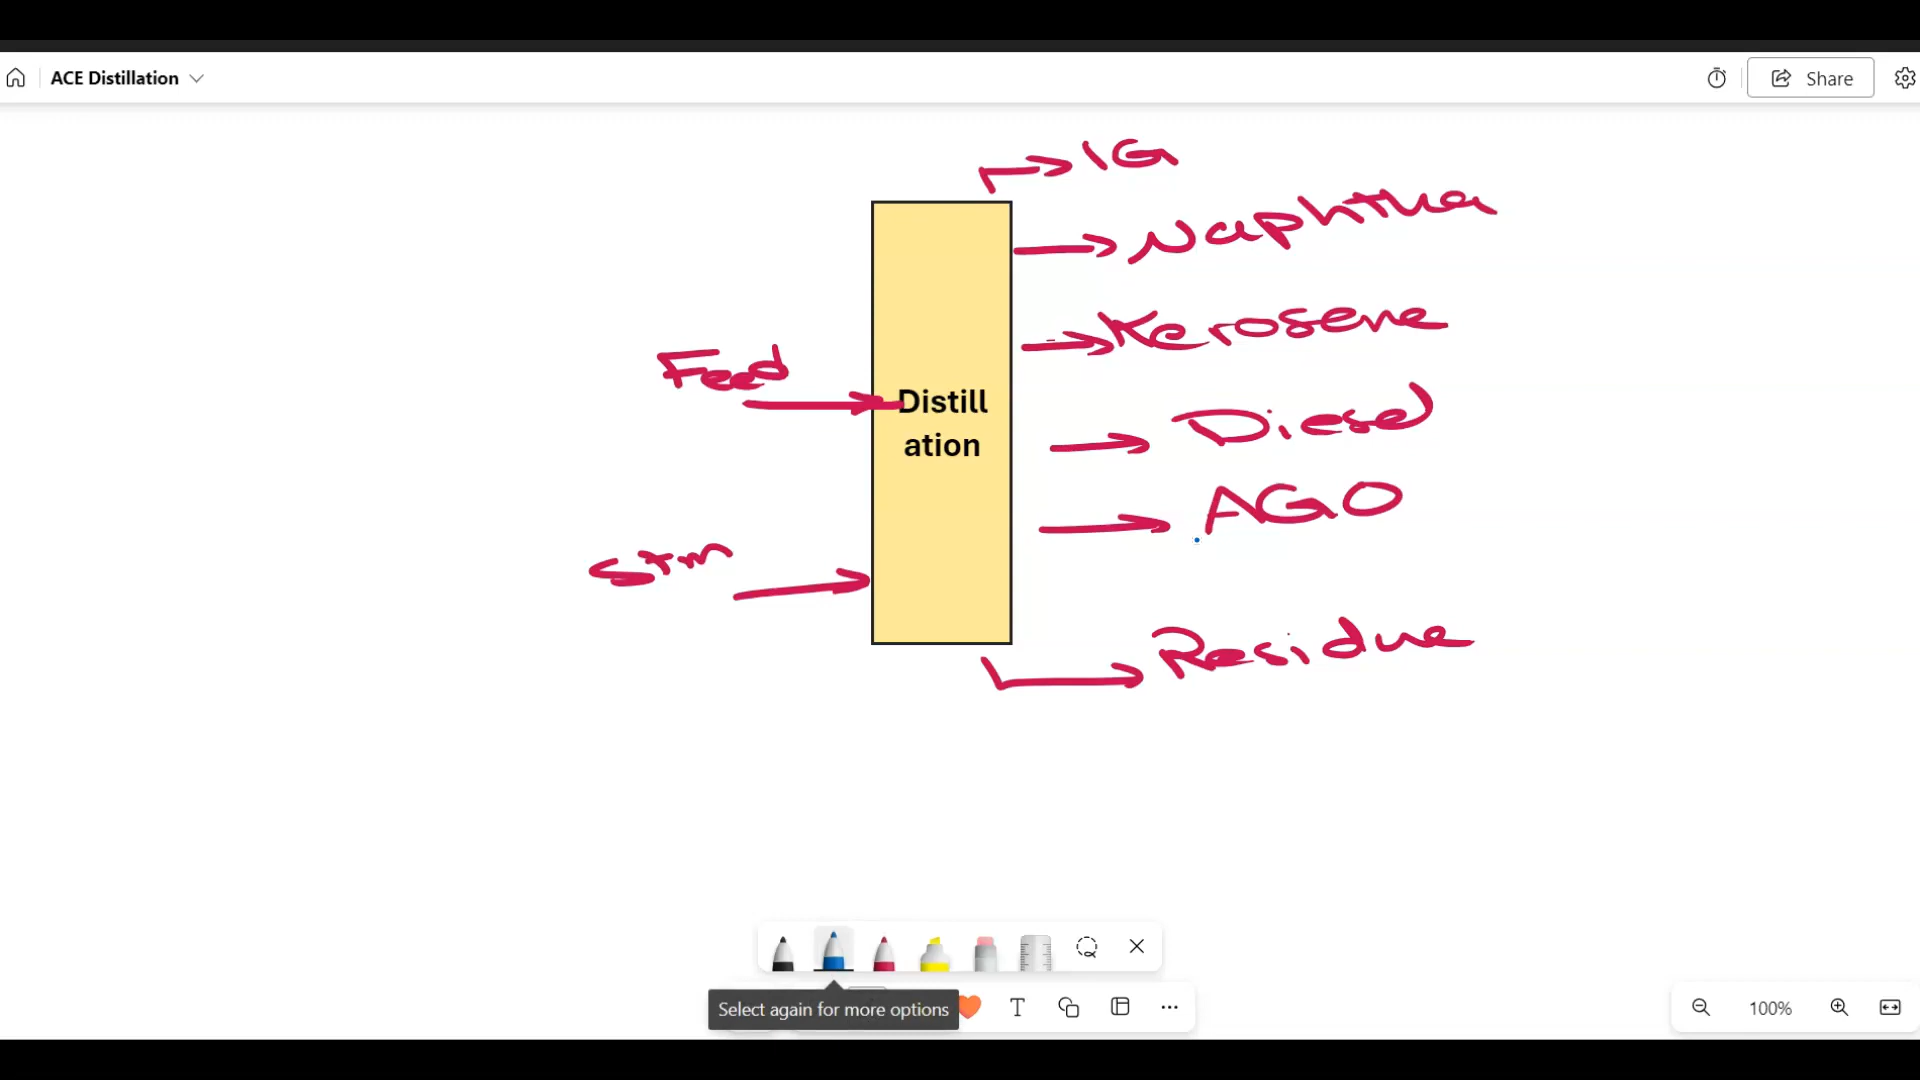 ACE Distillation
Share
IG
Naphtha
Kerosene
Feed
Distill
ation
Diesel
AGO
Stm
Residue
Select again for more options
T
100%